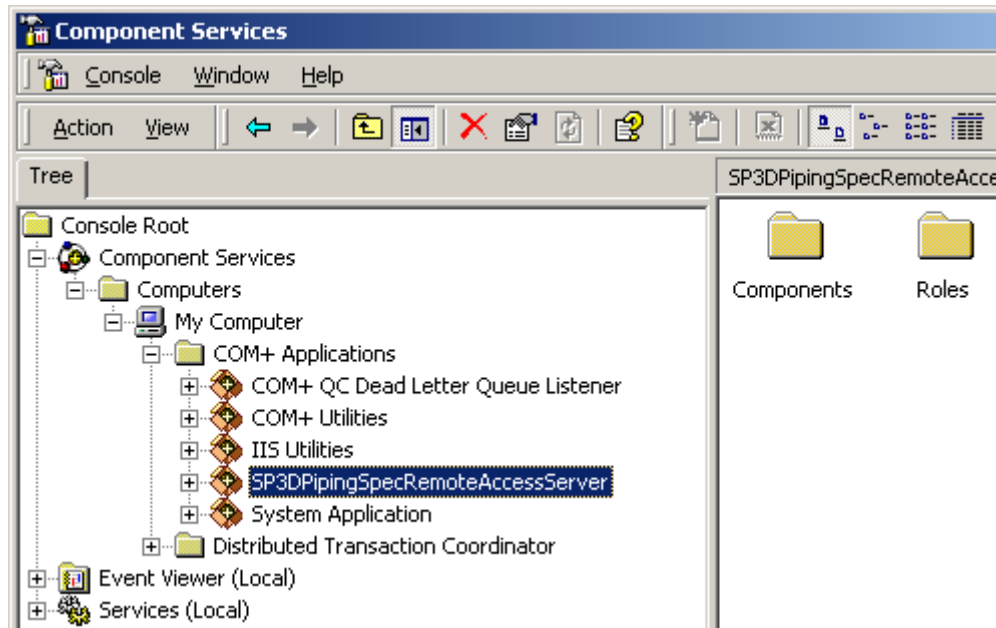 Component Services
Console Window Help
Action View
Tree
SP3DPipingSpecRemoteAcce
Console Root
Component Services
Computers
My Computer
COM+ Applications
COM+ QC Dead Letter Queue Listener
COM+ Utilities
IIS Utilities
SP3DPipingSpecRemoteAccessServer
System Application
Distributed Transaction Coordinator
Event Viewer (Local)
Services (Local)
Components Roles